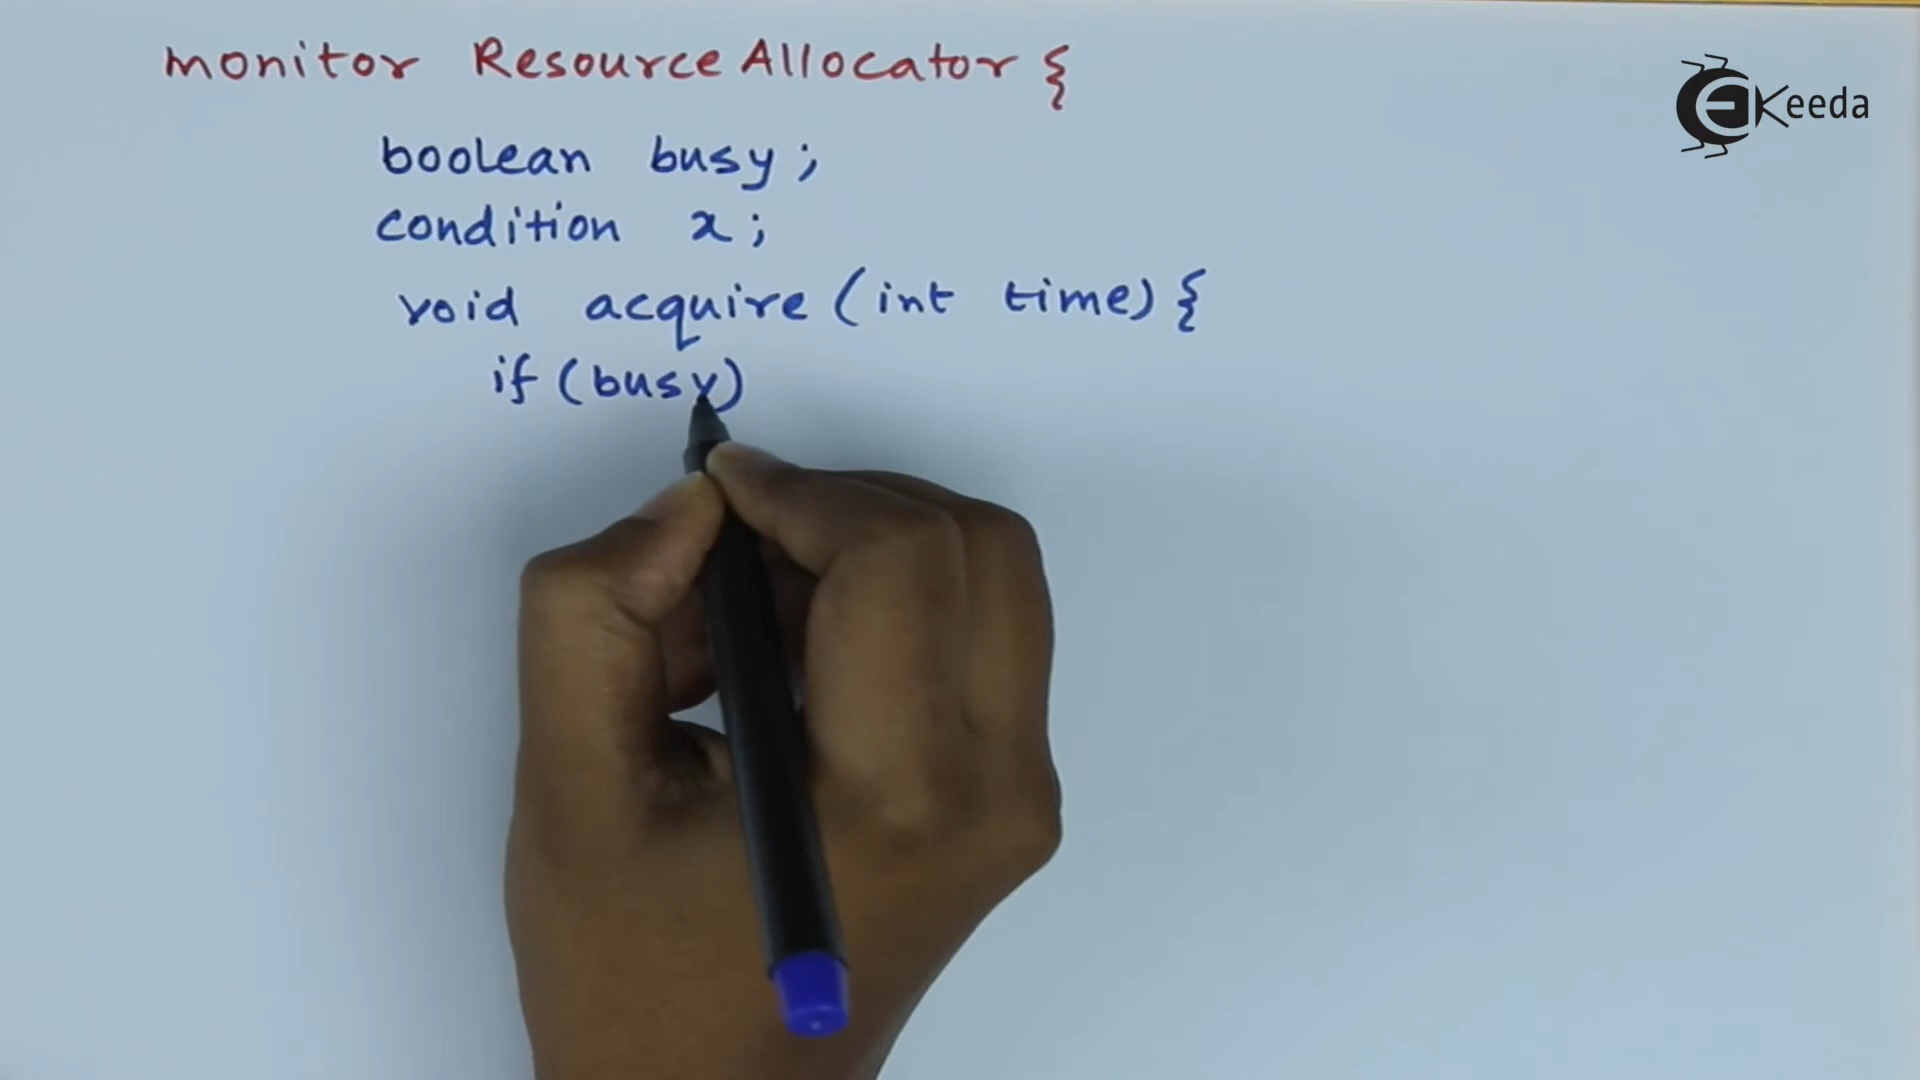 monitor ResourceAllocator {
boolean busy ;
condition x ;
void acquire (int time) {
if (busy)
Keeda